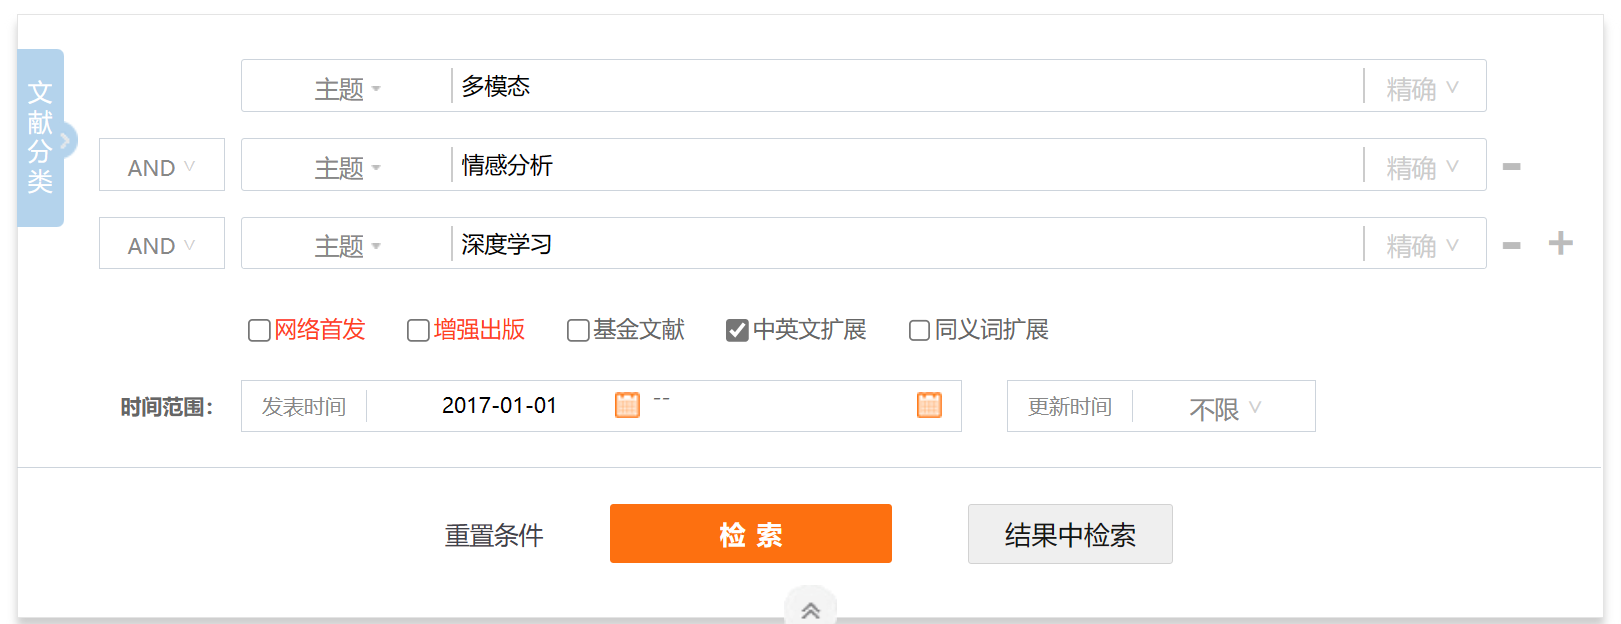 文献分类
主题 多模态 精确
AND 主题 情感分析 精确
AND 主题 深度学习 精确
网络首发 增强出版 基金文献 中英文扩展 同义词扩展
时间范围： 发表时间 2017-01-01 -- 更新时间 不限
重置条件 检索 结果中检索